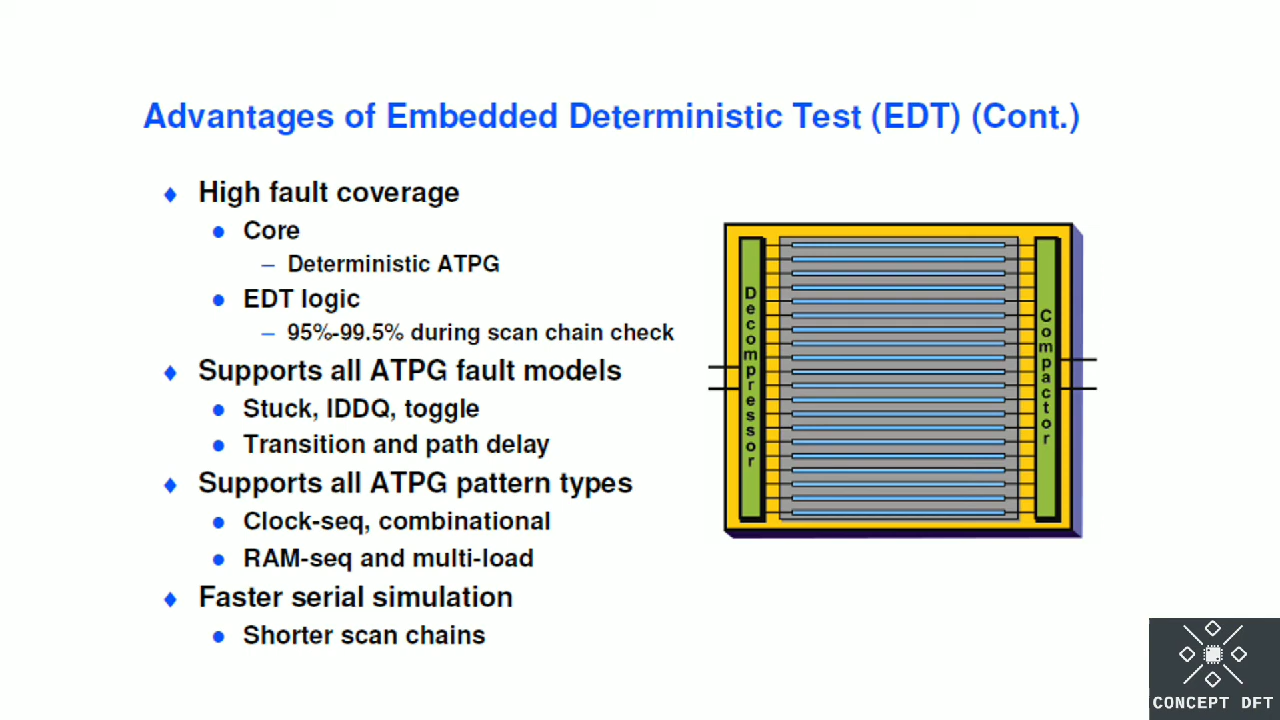 Advantages of Embedded Deterministic Test (EDT) (Cont.)
High fault coverage
Core
– Deterministic ATPG
EDT logic
– 95%-99.5% during scan chain check
Supports all ATPG fault models
Stuck, IDDQ, toggle
Transition and path delay
Supports all ATPG pattern types
Clock-seq, combinational
RAM-seq and multi-load
Faster serial simulation
Shorter scan chains
Decompressor
Compactor
CONCEPT DFT